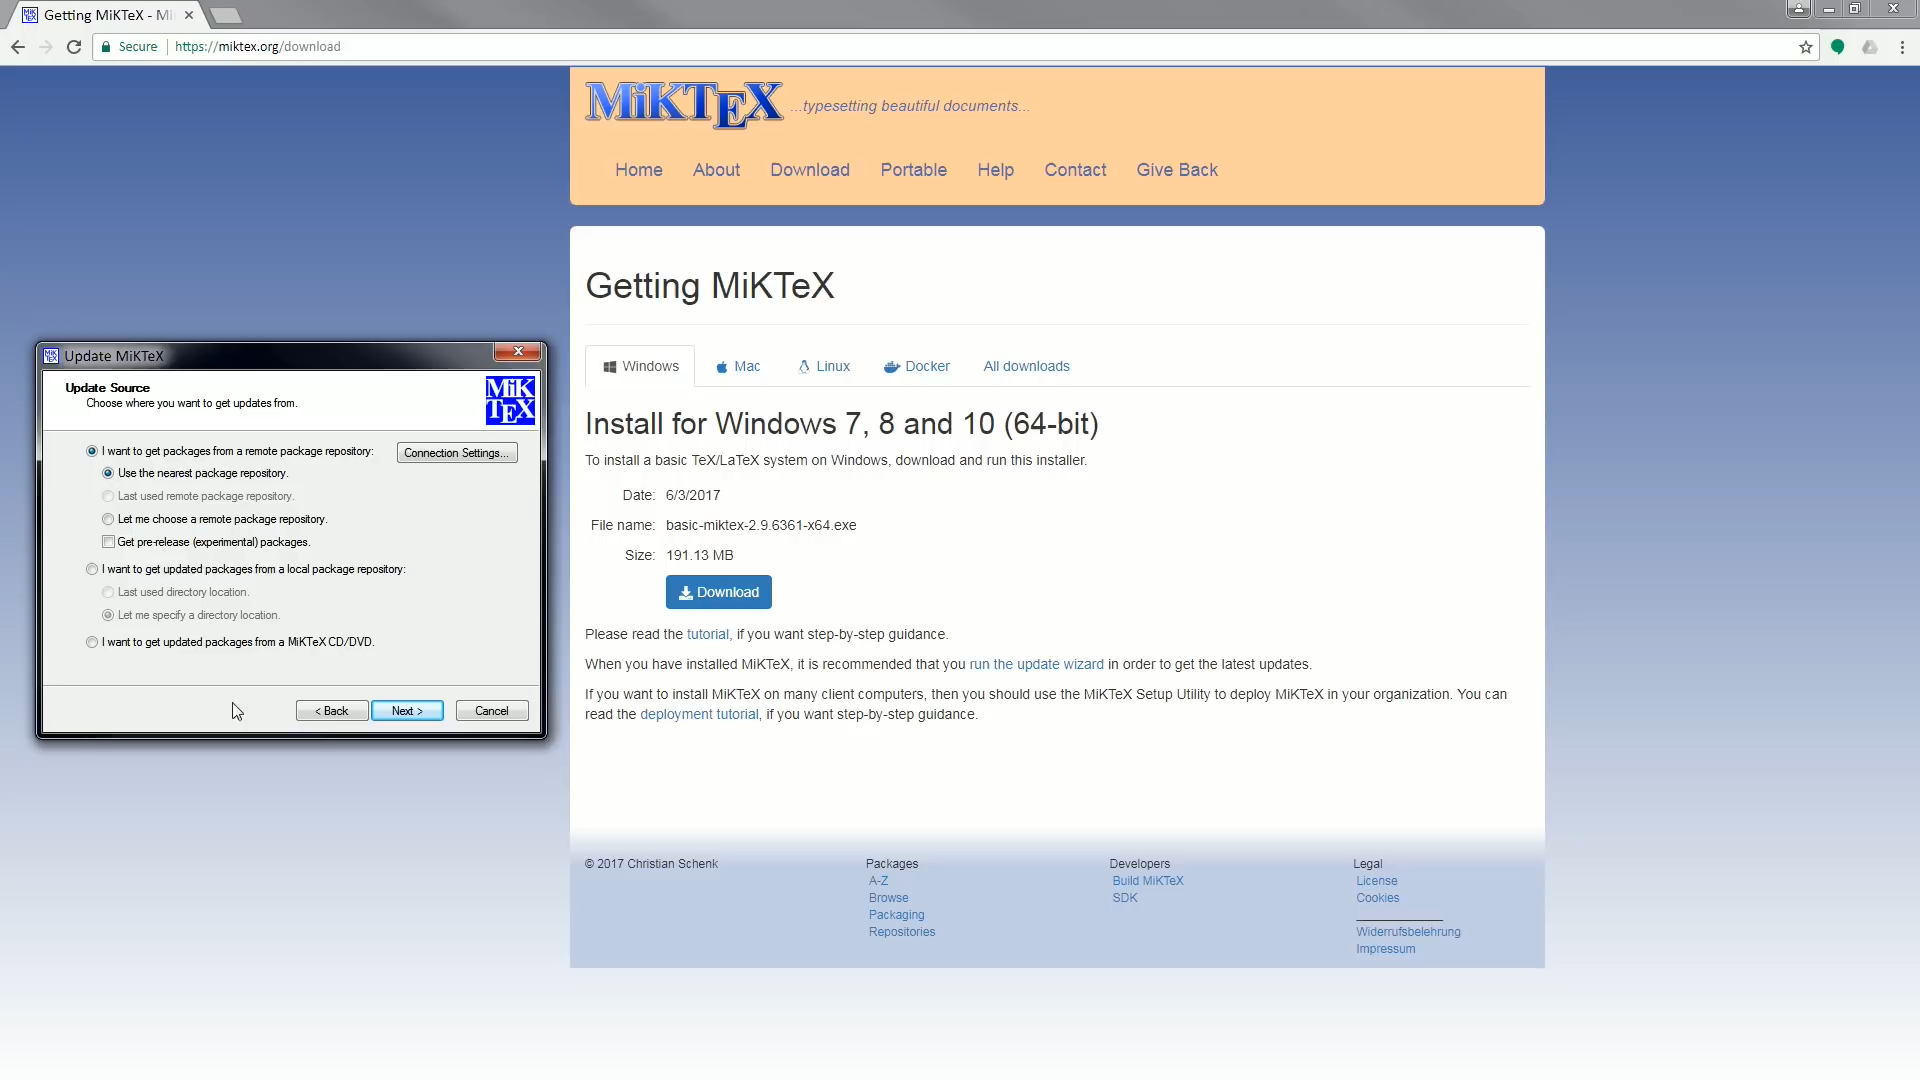 Getting MiKTeX - Mi
Secure https://miktex.org/download
MiKTEX ...typesetting beautiful documents...
Home About Download Portable Help Contact Give Back
Getting MiKTeX
Windows Mac Linux Docker All downloads
Install for Windows 7, 8 and 10 (64-bit)
To install a basic TeX/LaTeX system on Windows, download and run this installer.
Date: 6/3/2017
File name: basic-miktex-2.9.6361-x64.exe
Size: 191.13 MB
Download
Please read the tutorial, if you want step-by-step guidance.
When you have installed MiKTeX, it is recommended that you run the update wizard in order to get the latest updates.
If you want to install MiKTeX on many client computers, then you should use the MiKTeX Setup Utility to deploy MiKTeX in your organization. You can
read the deployment tutorial, if you want step-by-step guidance.
© 2017 Christian Schenk
Packages
A-Z
Browse
Packaging
Repositories
Developers
Build MiKTeX
SDK
Legal
License
Cookies
Widerrufsbelehrung
Impressum
Update MiKTeX
Update Source
Choose where you want to get updates from.
MiK
TEX
I want to get packages from a remote package repository:
Connection Settings...
Use the nearest package repository.
Last used remote package repository.
Let me choose a remote package repository.
Get pre-release (experimental) packages.
I want to get updated packages from a local package repository:
Last used directory location.
Let me specify a directory location.
I want to get updated packages from a MiKTeX CD/DVD.
< Back Next > Cancel